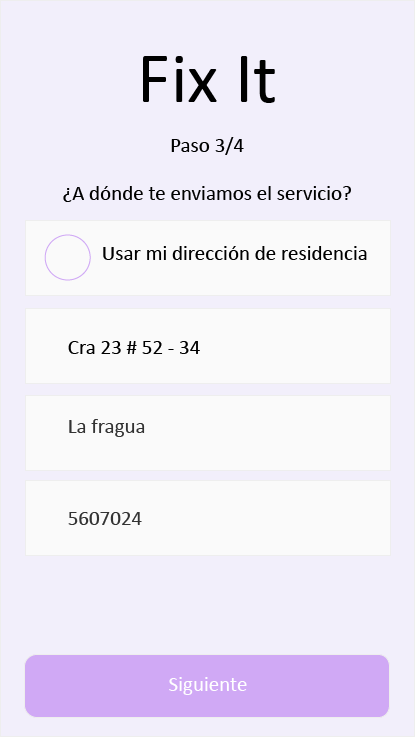 Fix It
Paso 3/4
¿A dónde te enviamos el servicio?
Usar mi dirección de residencia
Cra 23 # 52 - 34
La fragua
5607024
Siguiente